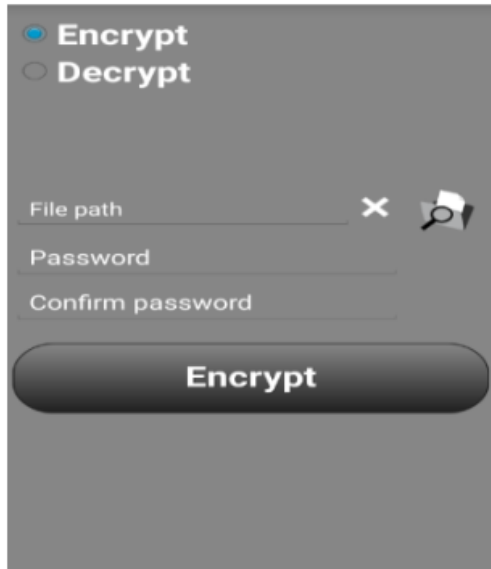 Encrypt
Decrypt
File path
Password
Confirm password
Encrypt